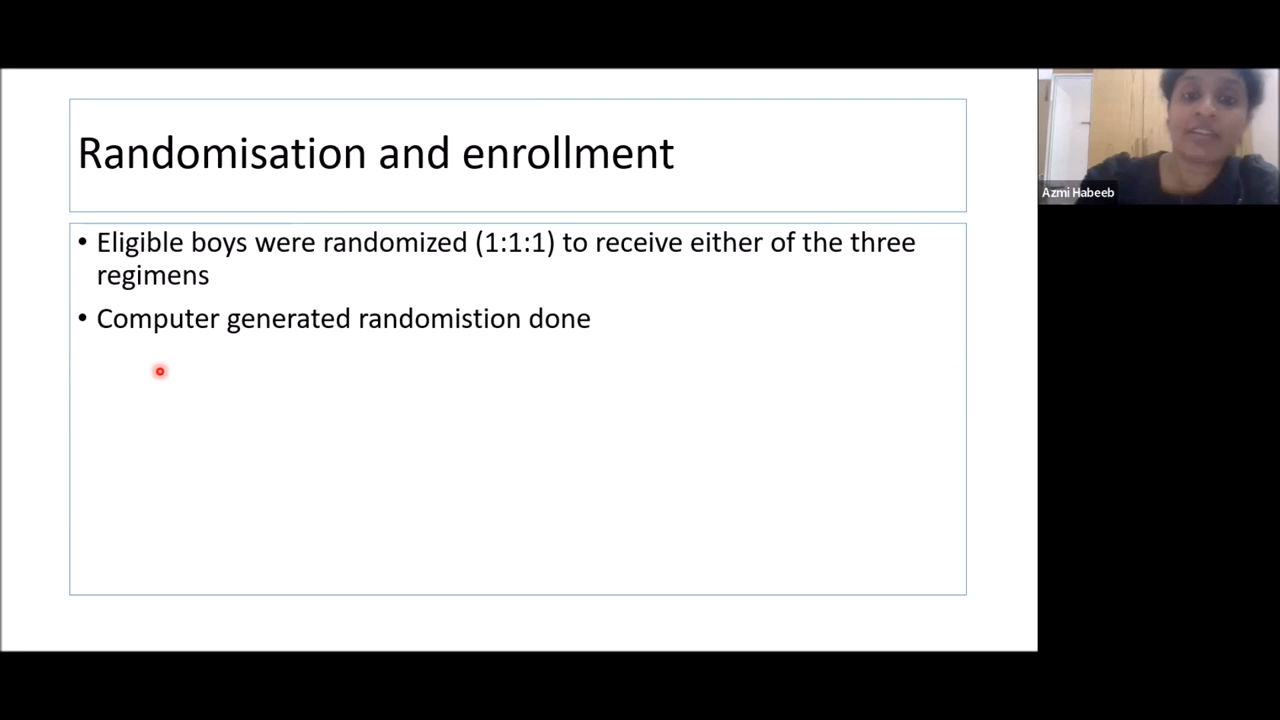 Randomisation and enrollment
• Eligible boys were randomized (1:1:1) to receive either of the three
regimens
• Computer generated randomistion done
Azmi Habeeb